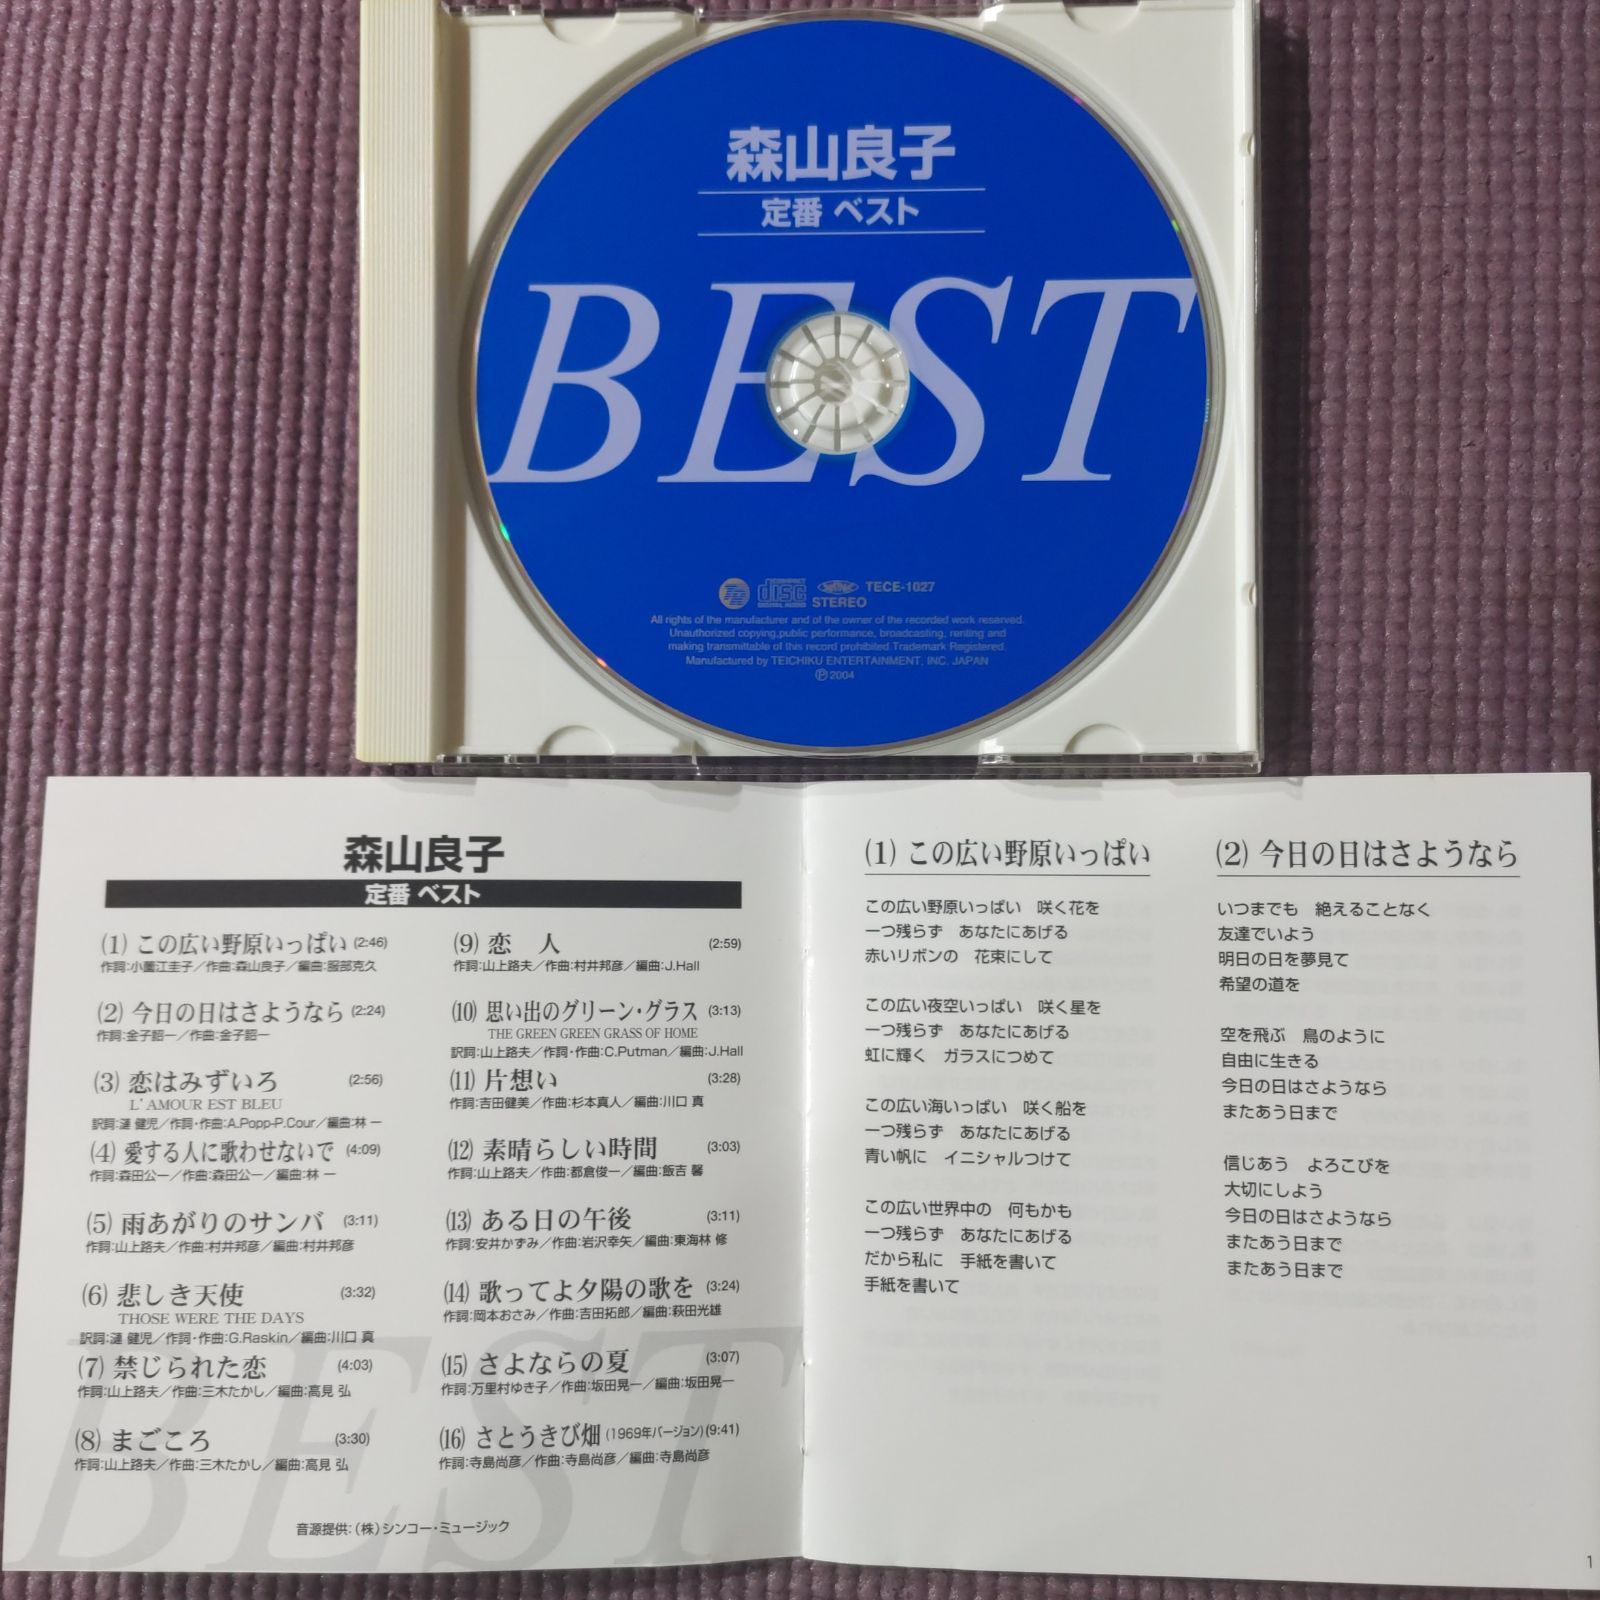 森山良子
定番 ベスト
BEST
COMPACT
disc
DIGITAL AUDIO
STEREO
TECE-1027
All rights of the manufacturer and of the owner of the recorded work reserved.
Unauthorized copying,public performance, broadcasting, renting and
making transmittable of this record prohibited.Trademark Registered.
Manufactured by TEICHIKU ENTERTAINMENT, INC. JAPAN
Ⓟ2004
森山良子
定番 ベスト
⑴ この広い野原いっぱい (2:46)
作詞:小薗江圭子／作曲:森山良子／編曲:服部克久
⑵ 今日の日はさようなら (2:24)
作詞:金子詔一／作曲:金子詔一
⑶ 恋はみずいろ (2:56)
L'AMOUR EST BLEU
訳詞:漣 健児／作詞・作曲:A.Popp-P.Cour／編曲:林 一
⑷ 愛する人に歌わせないで (4:09)
作詞:森田公一／作曲:森田公一／編曲:林 一
⑸ 雨あがりのサンバ (3:11)
作詞:山上路夫／作曲:村井邦彦／編曲:村井邦彦
⑹ 悲しき天使 (3:32)
THOSE WERE THE DAYS
訳詞:漣 健児／作詞・作曲:G.Raskin／編曲:川口 真
⑺ 禁じられた恋 (4:03)
作詞:山上路夫／作曲:三木たかし／編曲:高見 弘
⑻ まごころ (3:30)
作詞:山上路夫／作曲:三木たかし／編曲:高見 弘
⑼ 恋　人 (2:59)
作詞:山上路夫／作曲:村井邦彦／編曲:J.Hall
⑽ 思い出のグリーン・グラス (3:13)
THE GREEN GREEN GRASS OF HOME
訳詞:山上路夫／作詞・作曲:C.Putman／編曲:J.Hall
⑾ 片想い (3:28)
作詞:吉田健美／作曲:杉本真人／編曲:川口 真
⑿ 素晴らしい時間 (3:03)
作詞:山上路夫／作曲:都倉俊一／編曲:飯吉 馨
⒀ ある日の午後 (3:11)
作詞:安井かずみ／作曲:岩沢幸矢／編曲:東海林 修
⒁ 歌ってよ夕陽の歌を (3:24)
作詞:岡本おさみ／作曲:吉田拓郎／編曲:萩田光雄
⒂ さよならの夏 (3:07)
作詞:万里村ゆき子／作曲:坂田晃一／編曲:坂田晃一
⒃ さとうきび畑 (1969年バージョン) (9:41)
作詞:寺島尚彦／作曲:寺島尚彦／編曲:寺島尚彦
BEST
音源提供:(株)シンコー・ミュージック
⑴ この広い野原いっぱい
この広い野原いっぱい　咲く花を
一つ残らず　あなたにあげる
赤いリボンの　花束にして
この広い夜空いっぱい　咲く星を
一つ残らず　あなたにあげる
虹に輝く　ガラスにつめて
この広い海いっぱい　咲く船を
一つ残らず　あなたにあげる
青い帆に　イニシャルつけて
この広い世界中の　何もかも
一つ残らず　あなたにあげる
だから私に　手紙を書いて
手紙を書いて
⑵ 今日の日はさようなら
いつまでも　絶えることなく
友達でいよう
明日の日を夢見て
希望の道を
空を飛ぶ　鳥のように
自由に生きる
今日の日はさようなら
またあう日まで
信じあう　よろこびを
大切にしよう
今日の日はさようなら
またあう日まで
またあう日まで
1